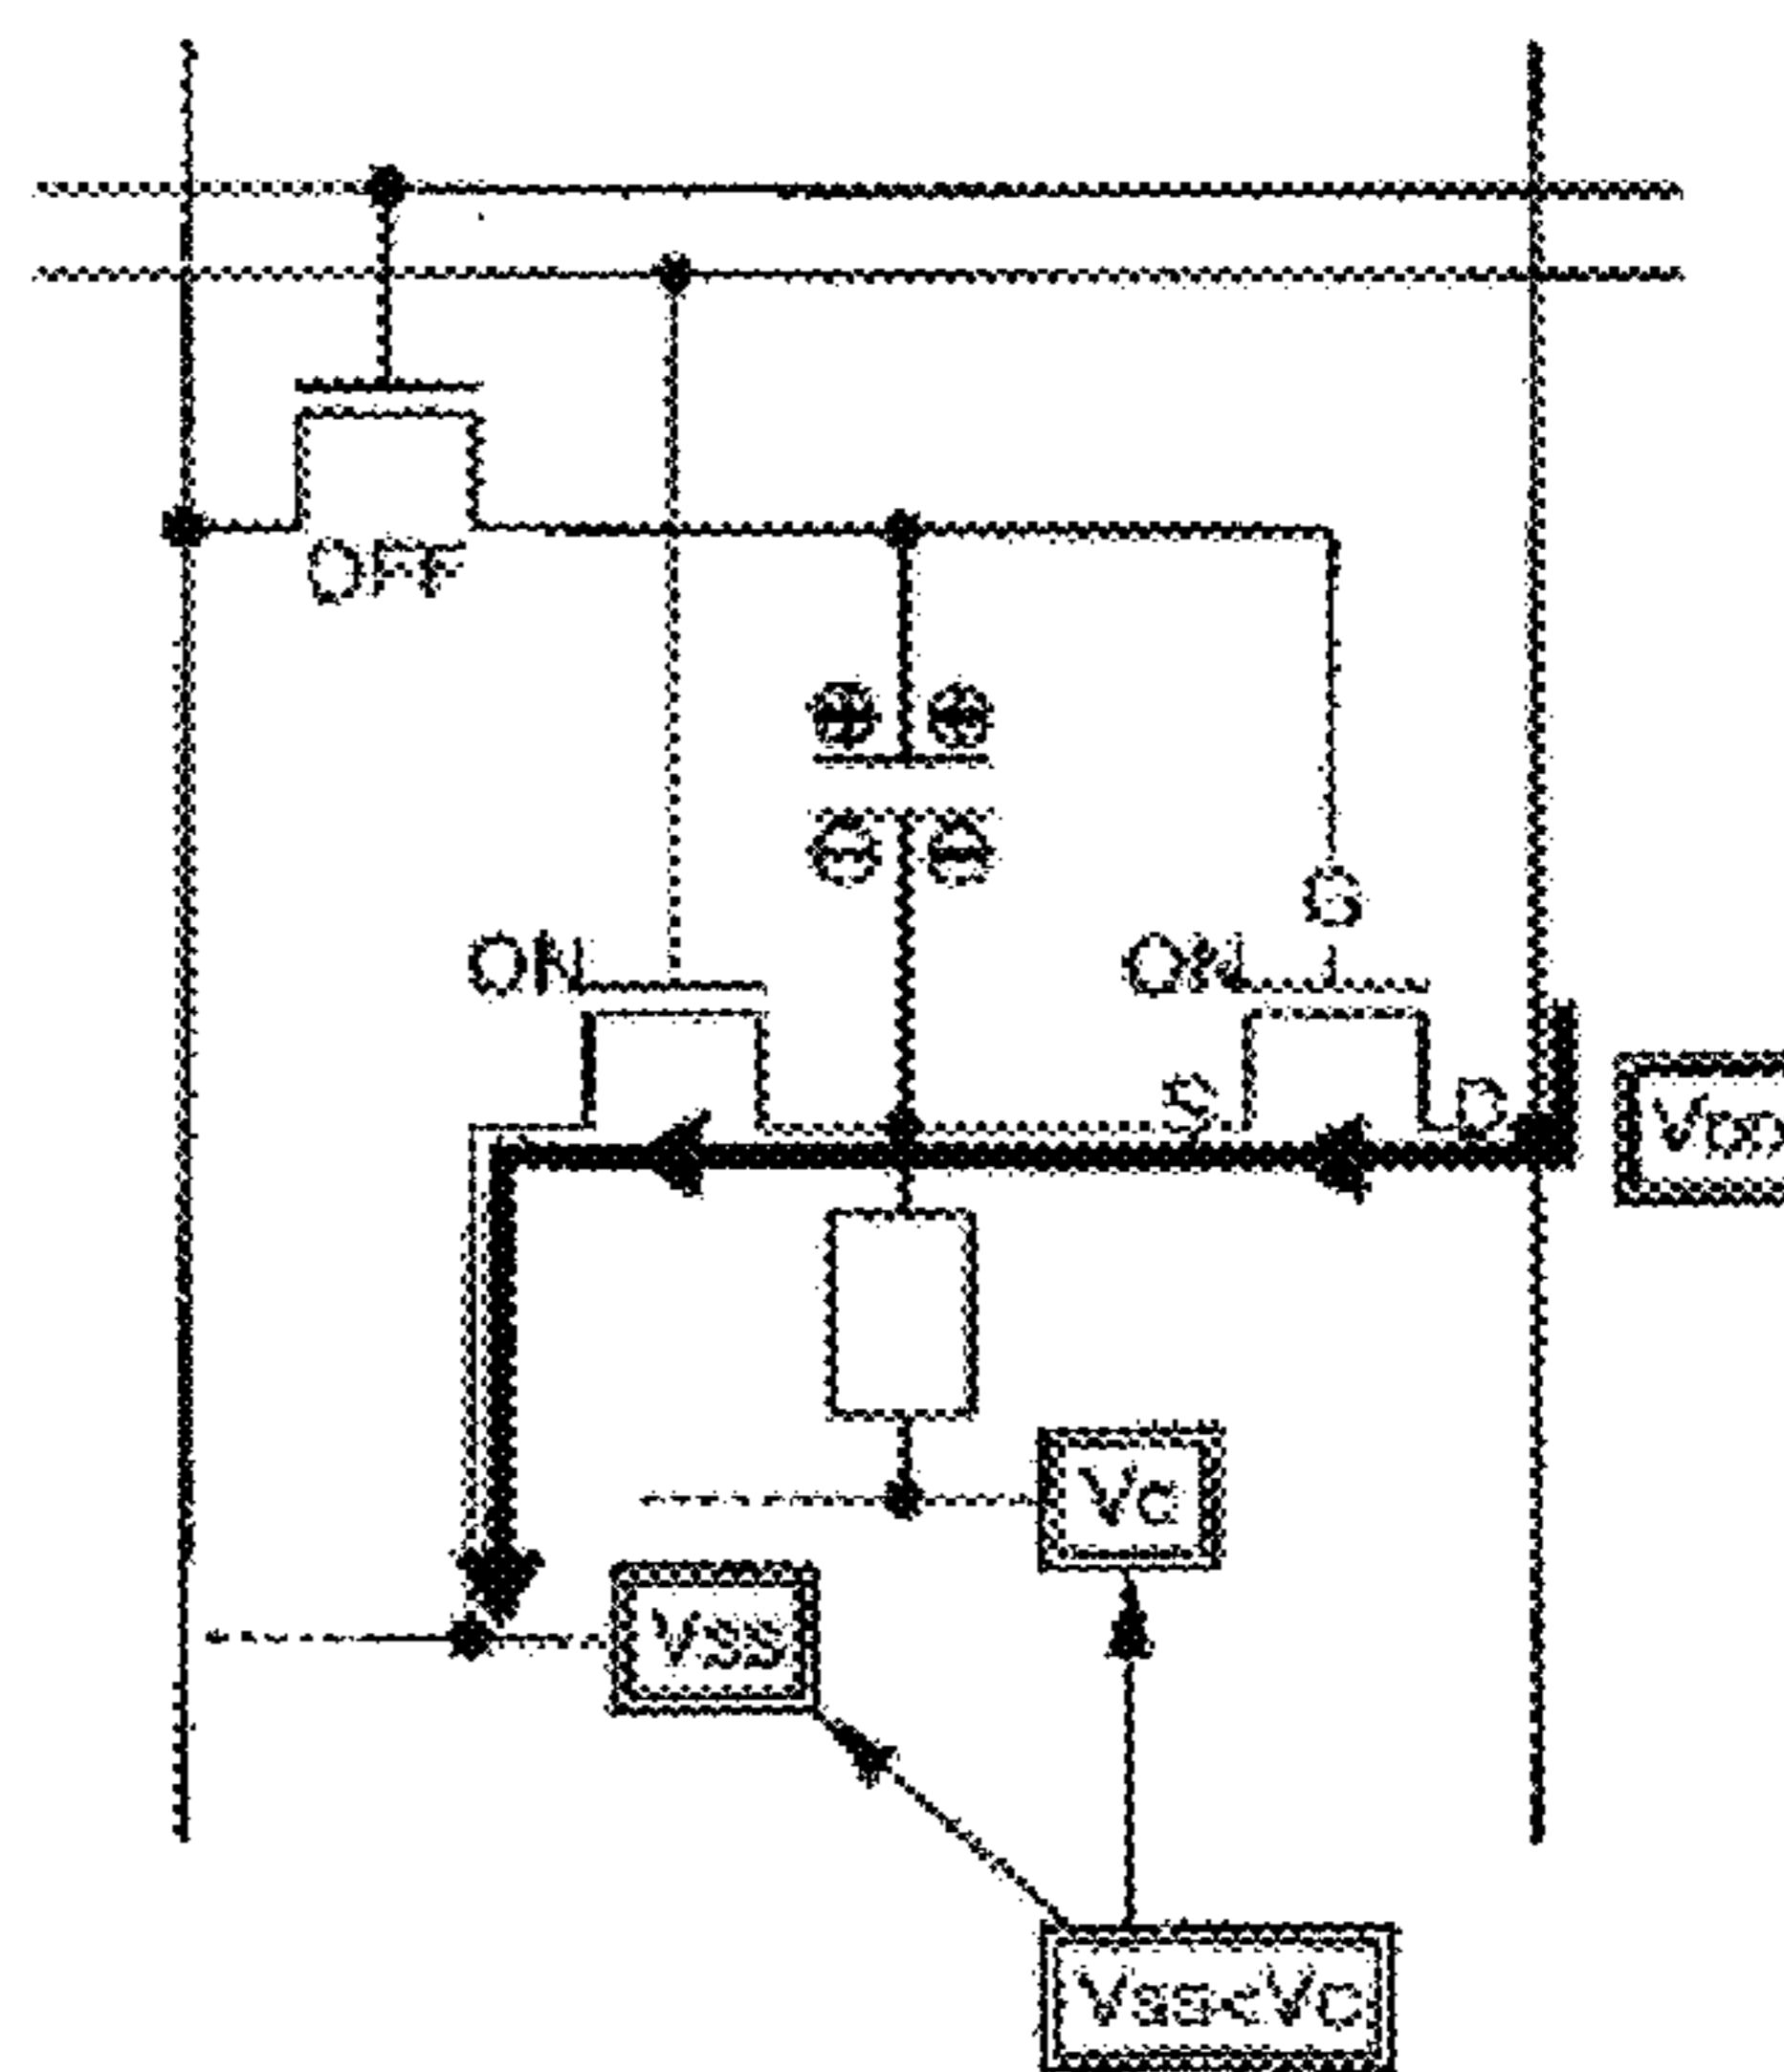 OFF
⊕ ⊕
⊖ ⊖
G
ON
ON
S
D
VDD
Vc
Vss
Vss<Vc